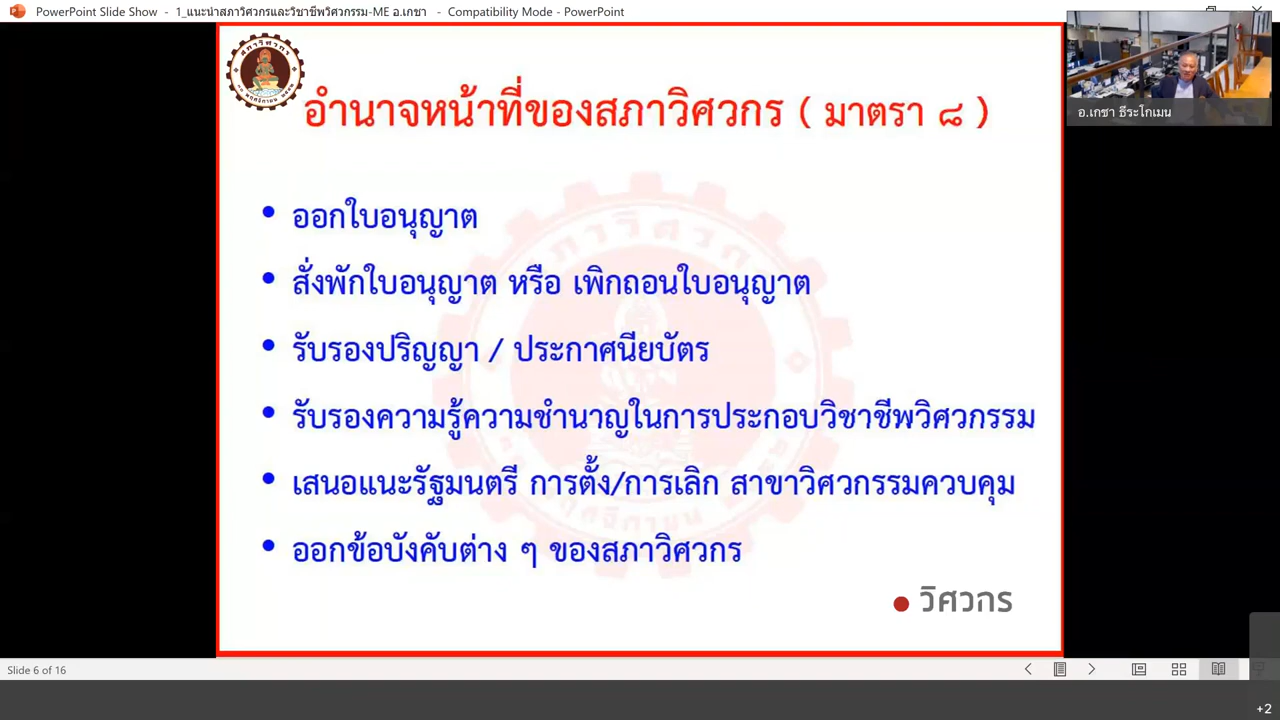 PowerPoint Slide Show - 1_แนะนำสภาวิศวกรและวิชาชีพวิศวกรรม-ME อ.เกชา - Compatibility Mode - PowerPoint
สภาวิศวกร
อำนาจหน้าที่ของสภาวิศวกร ( มาตรา ๘ )
อ.เกชา ธีระโกเมน
• ออกใบอนุญาต
• สั่งพักใบอนุญาต หรือ เพิกถอนใบอนุญาต
• รับรองปริญญา / ประกาศนียบัตร
• รับรองความรู้ความชำนาญในการประกอบวิชาชีพวิศวกรรม
• เสนอแนะรัฐมนตรี การตั้ง/การเลิก สาขาวิศวกรรมควบคุม
• ออกข้อบังคับต่าง ๆ ของสภาวิศวกร
• วิศวกร
Slide 6 of 16
+2